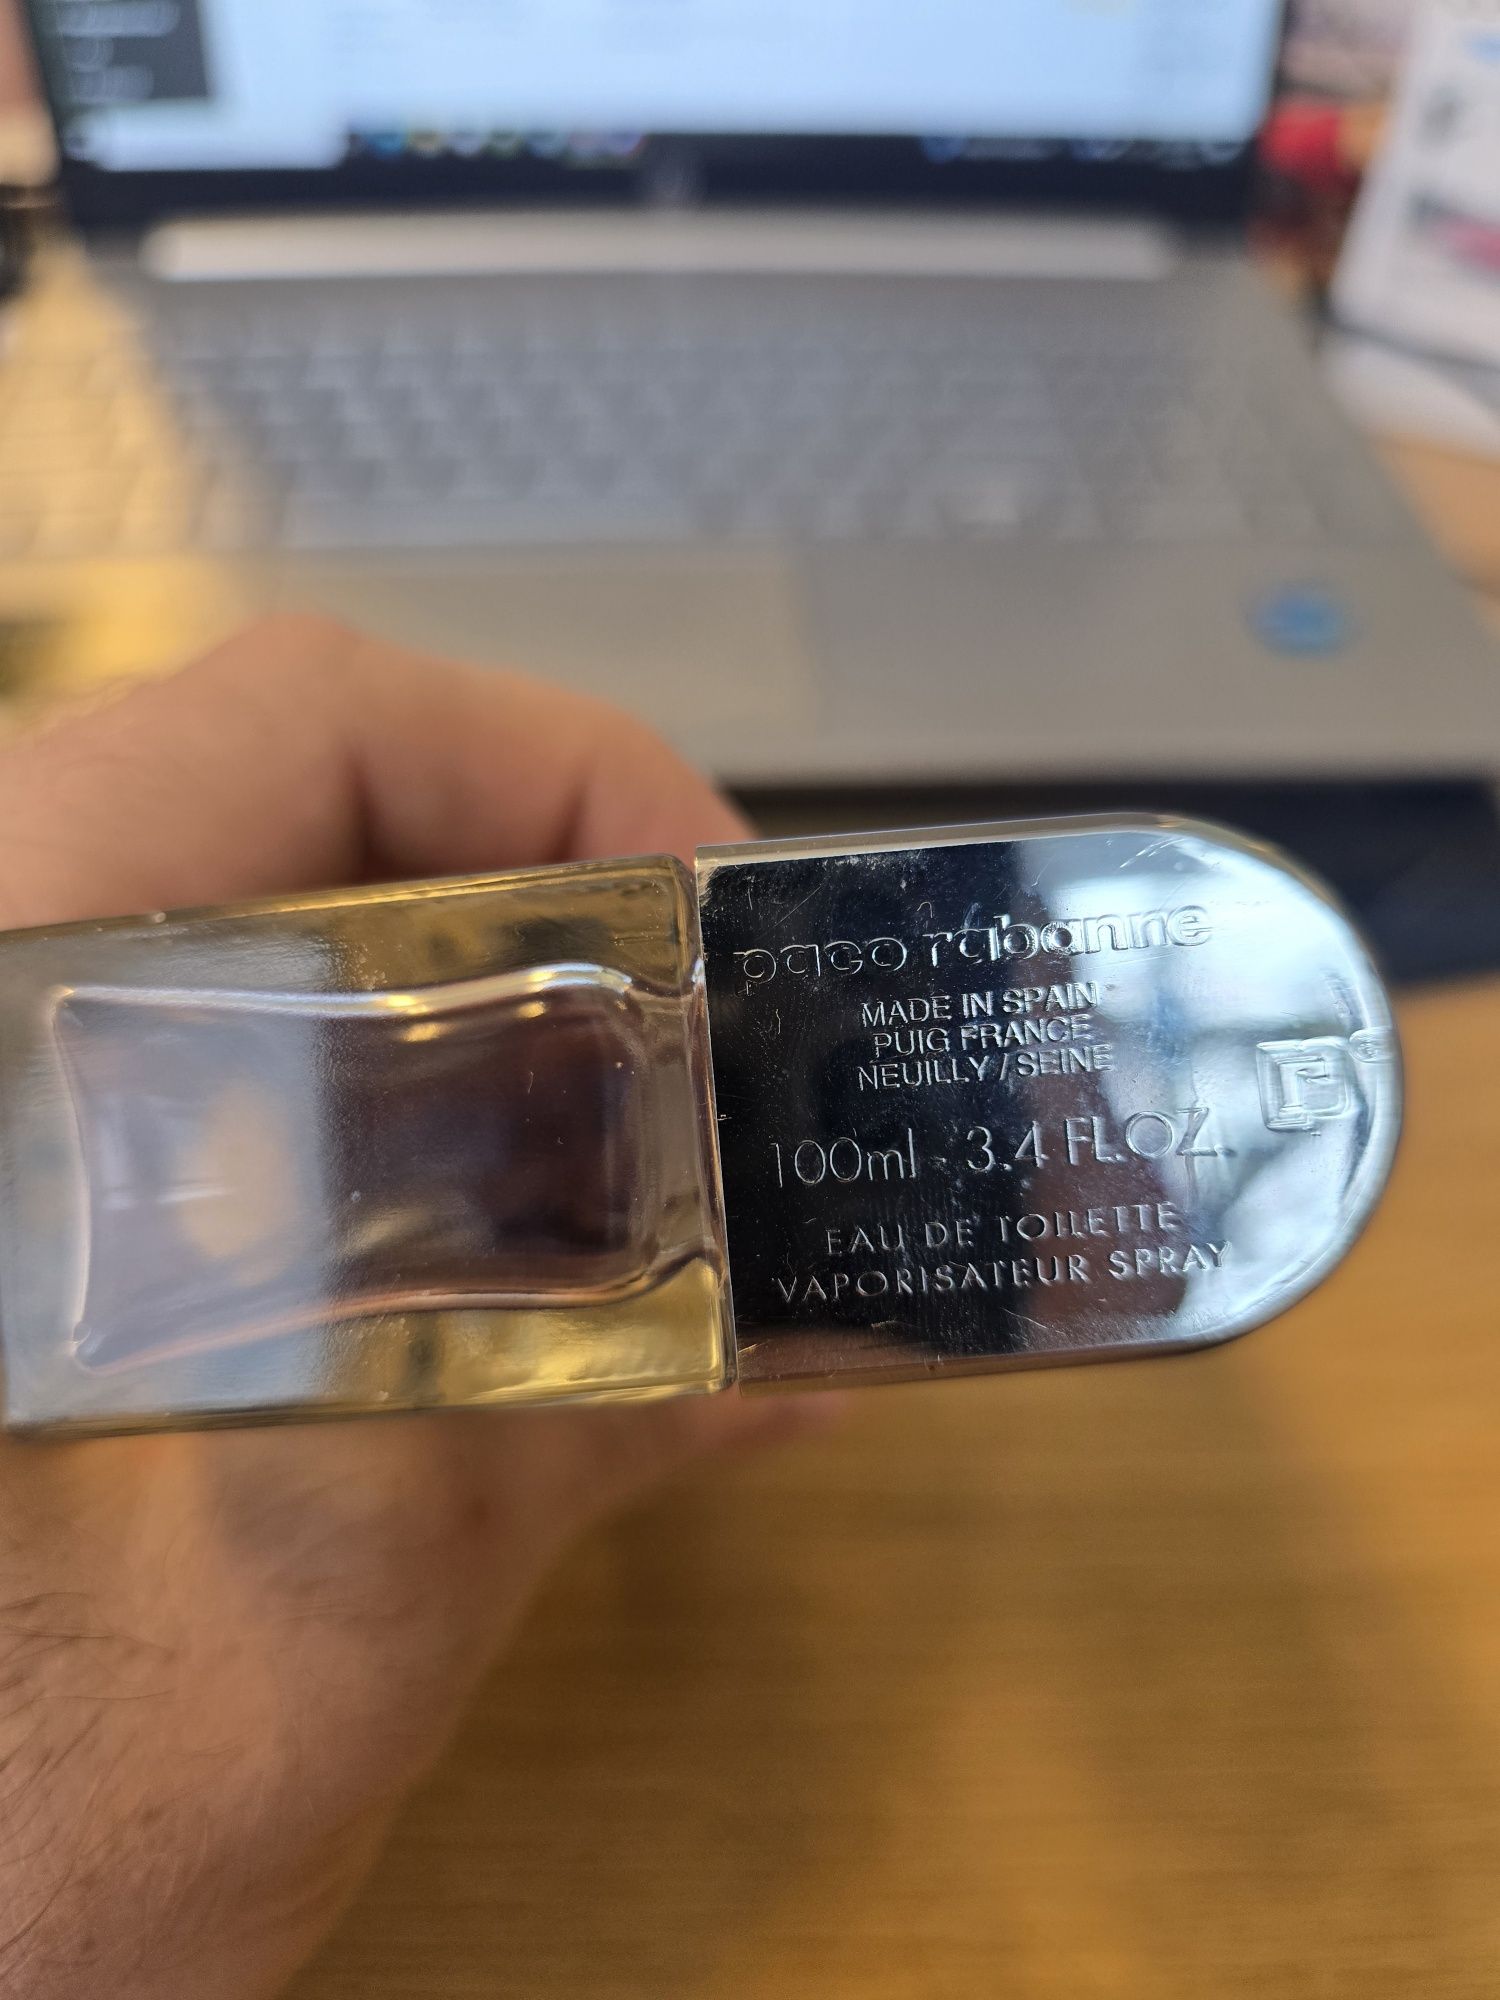 paco rabanne
MADE IN SPAIN
PUIG FRANCE
NEUILLY / SEINE
100ml 3.4 FL.OZ.
EAU DE TOILETTE
VAPORISATEUR SPRAY